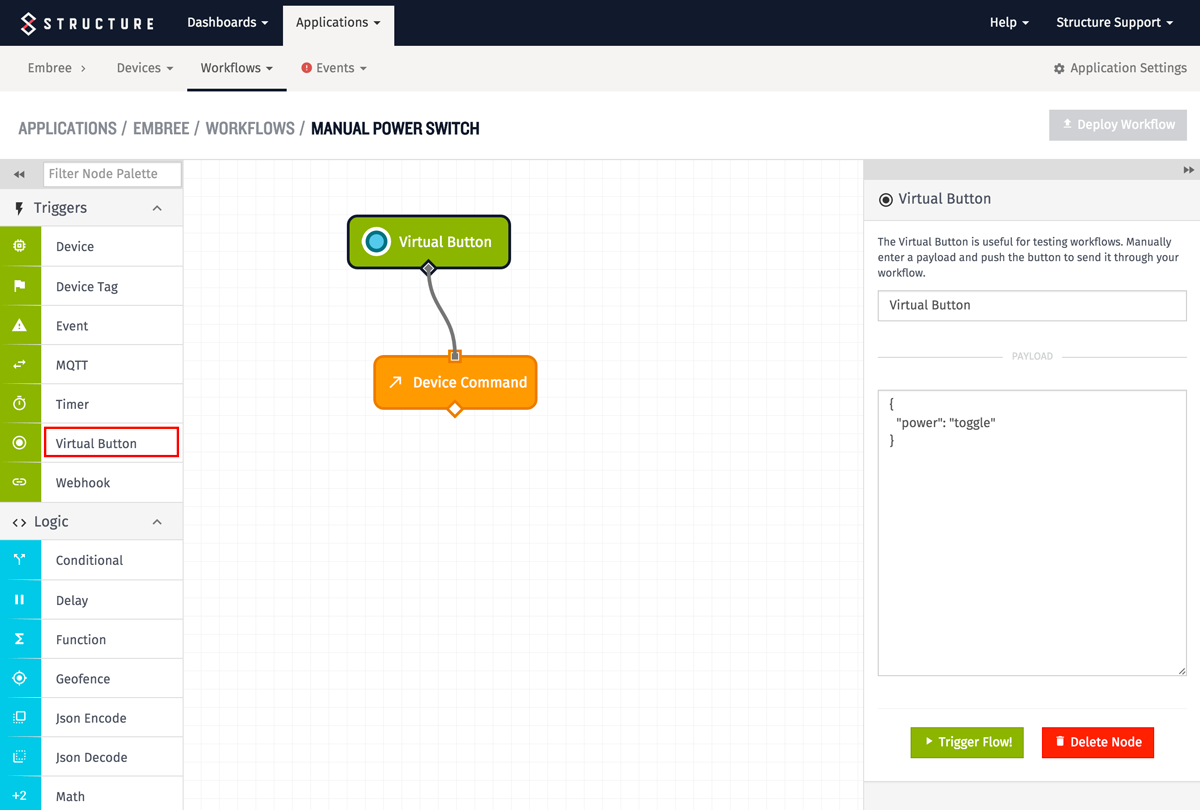 STRUCTURE
Dashboards
Applications
Help
Structure Support
Embree
Devices
Workflows
Events
Application Settings
APPLICATIONS / EMBREE / WORKFLOWS / MANUAL POWER SWITCH
Deploy Workflow
Filter Node Palette
Triggers
Device
Device Tag
Event
MQTT
Timer
Virtual Button
Webhook
Logic
Conditional
Delay
Function
Geofence
Json Encode
Json Decode
+2 Math
Virtual Button
Device Command
Virtual Button
The Virtual Button is useful for testing workflows. Manually
enter a payload and push the button to send it through your
workflow.
Virtual Button
PAYLOAD
{
"power": "toggle"
}
Trigger Flow!
Delete Node